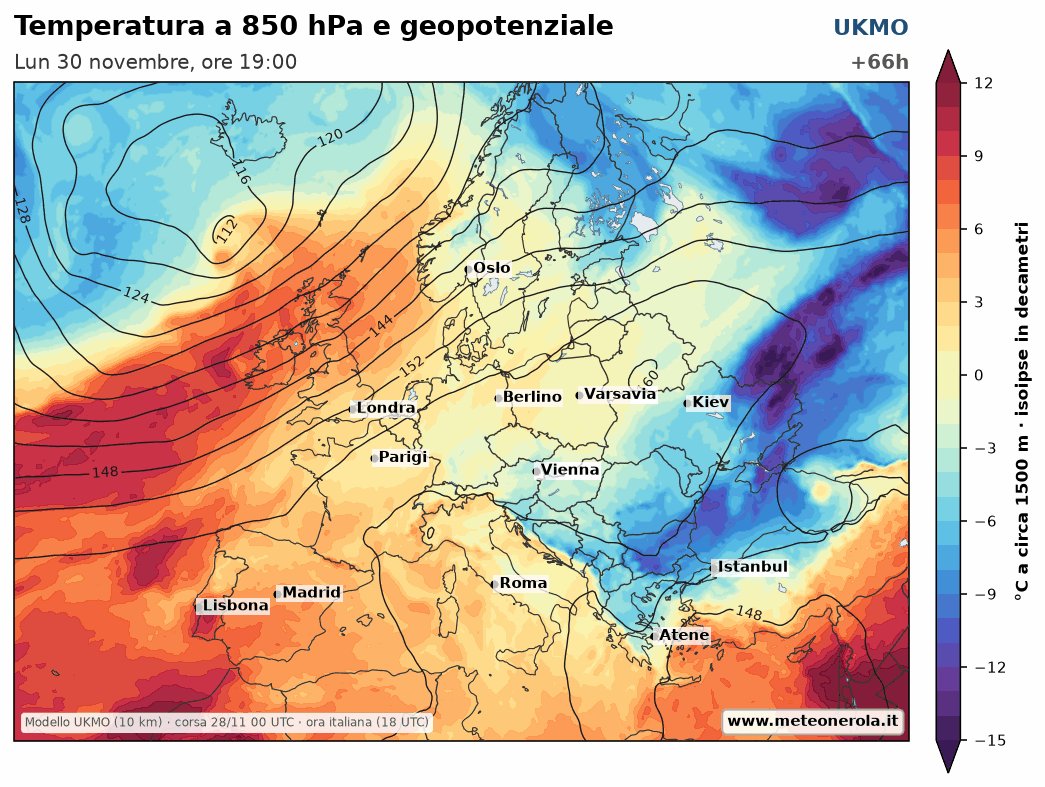 Temperatura a 850 hPa e geopotenziale
UKMO
Lun 30 novembre, ore 19:00
+66h
120
116
128
112
124
144
152
160
148
148
Oslo
Londra
Berlino
Varsavia
Kiev
Parigi
Vienna
Istanbul
Roma
Madrid
Lisbona
Atene
Modello UKMO (10 km) · corsa 28/11 00 UTC · ora italiana (18 UTC)
www.meteonerola.it
12
9
6
3
0
−3
−6
−9
−12
−15
°C a circa 1500 m · isoipse in decametri